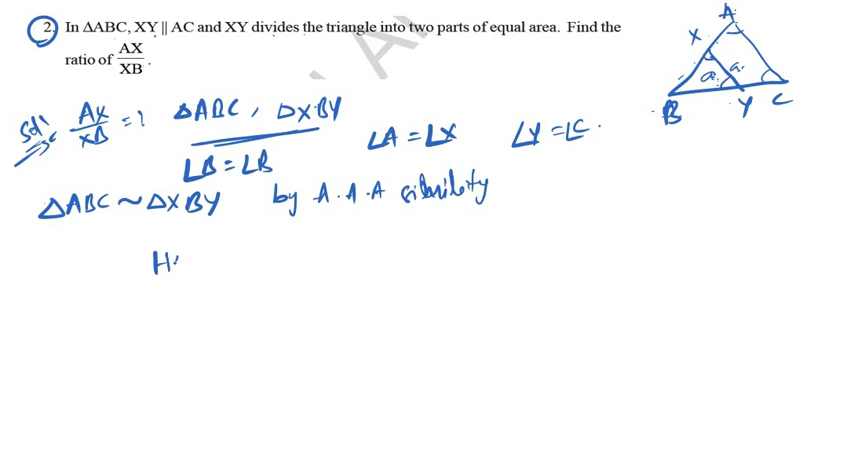 2. In ΔABC, XY || AC and XY divides the triangle into two parts of equal area. Find the
ratio of AX/XB.
A
X
a a
B Y C
Sol: AX/XB = ? ΔABC, ΔXBY
∠B = ∠B ∠A = ∠X ∠Y = ∠C.
ΔABC ~ ΔXBY by A.A.A similarity
H